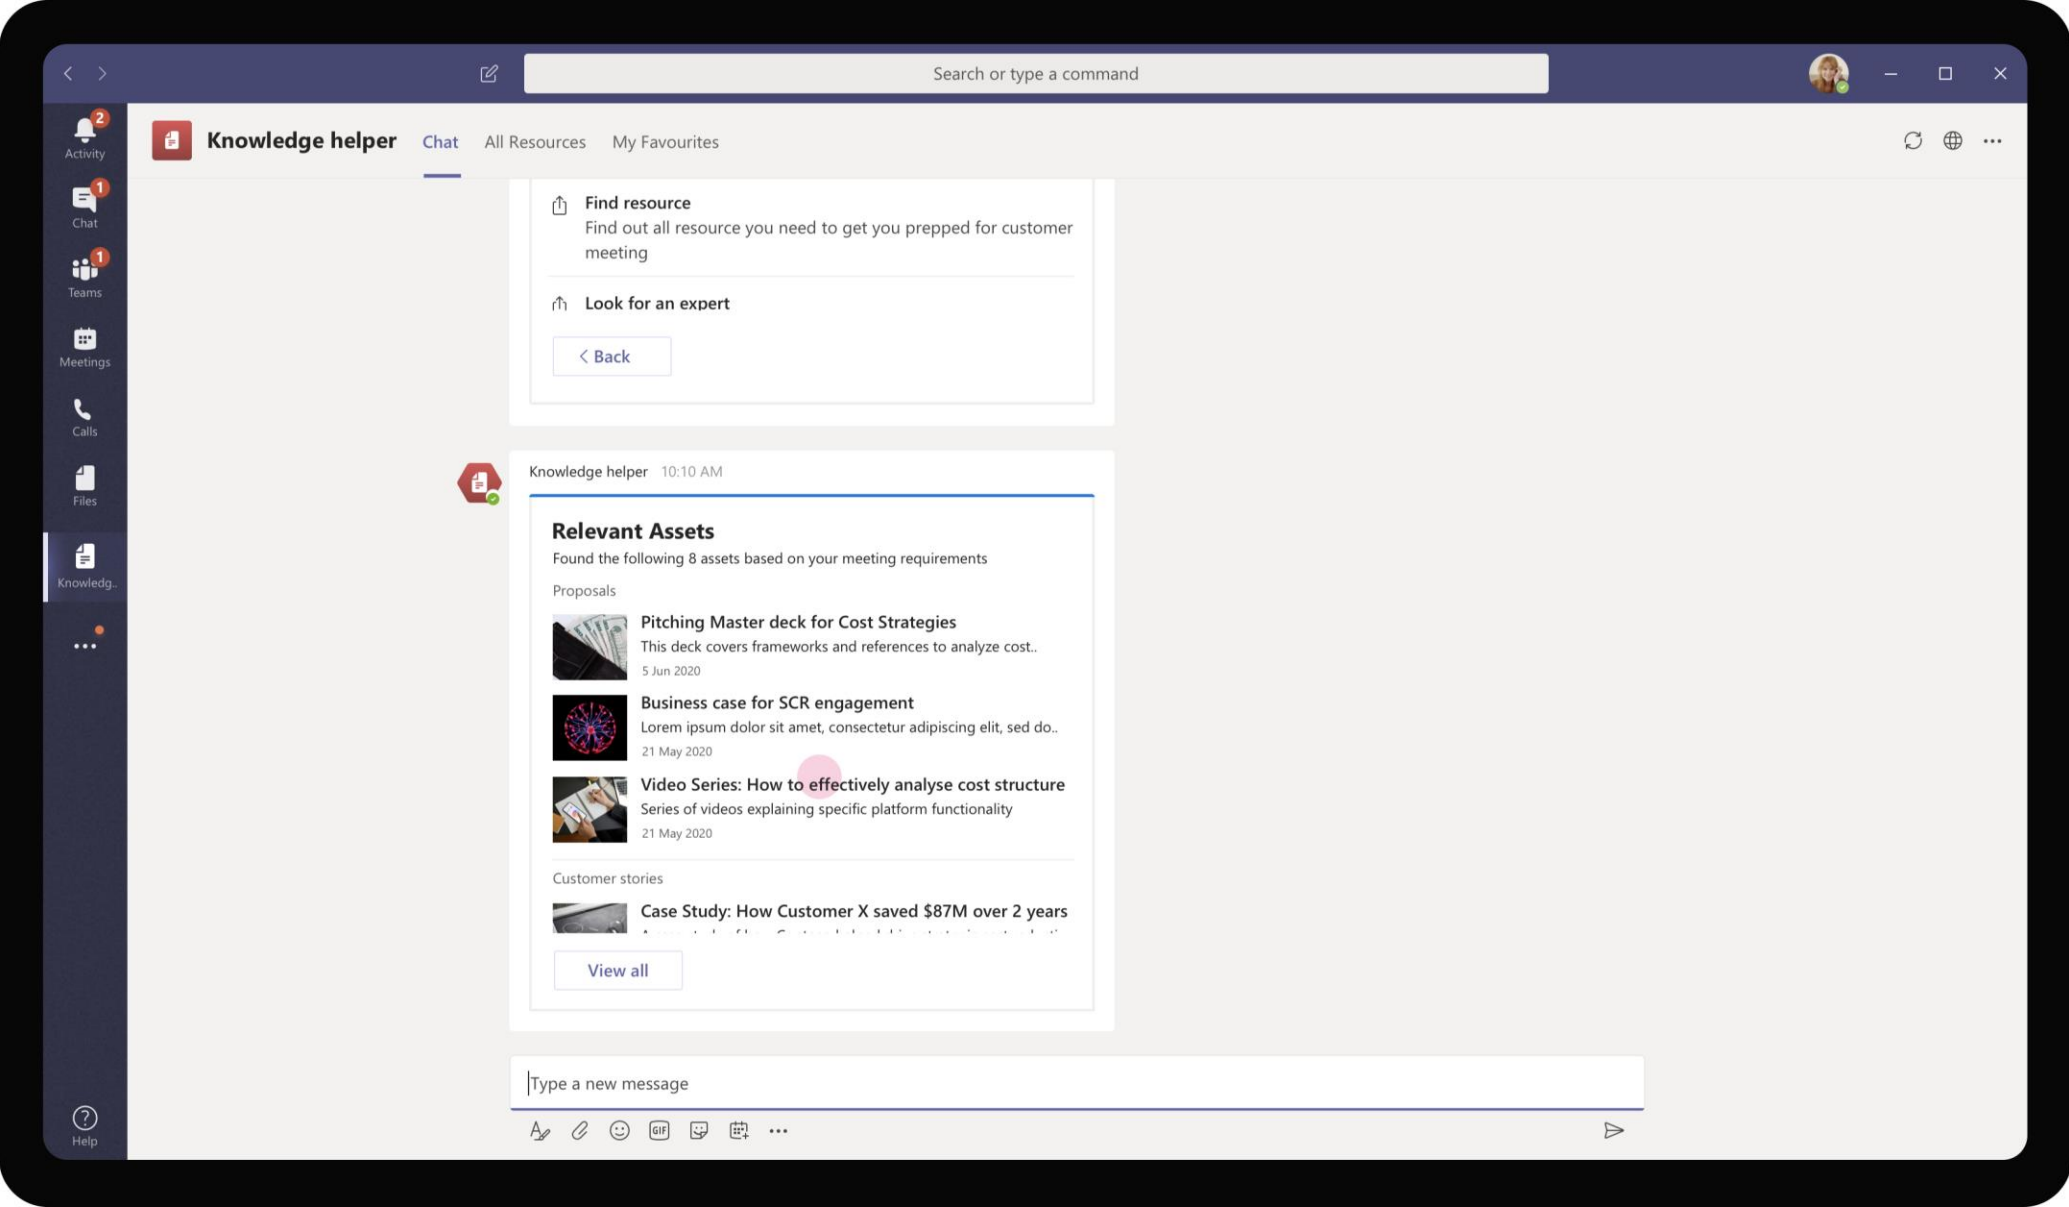 Search or type a command
2
Activity
1
Chat
1
Teams
Meetings
Calls
Files
Knowledg..
Help
Knowledge helper
Chat
All Resources
My Favourites
Find resource
Find out all resource you need to get you prepped for customer
meeting
Look for an expert
Back
Knowledge helper 10:10 AM
Relevant Assets
Found the following 8 assets based on your meeting requirements
Proposals
Pitching Master deck for Cost Strategies
This deck covers frameworks and references to analyze cost..
5 Jun 2020
Business case for SCR engagement
Lorem ipsum dolor sit amet, consectetur adipiscing elit, sed do..
21 May 2020
Video Series: How to effectively analyse cost structure
Series of videos explaining specific platform functionality
21 May 2020
Customer stories
Case Study: How Customer X saved $87M over 2 years
View all
Type a new message
GIF